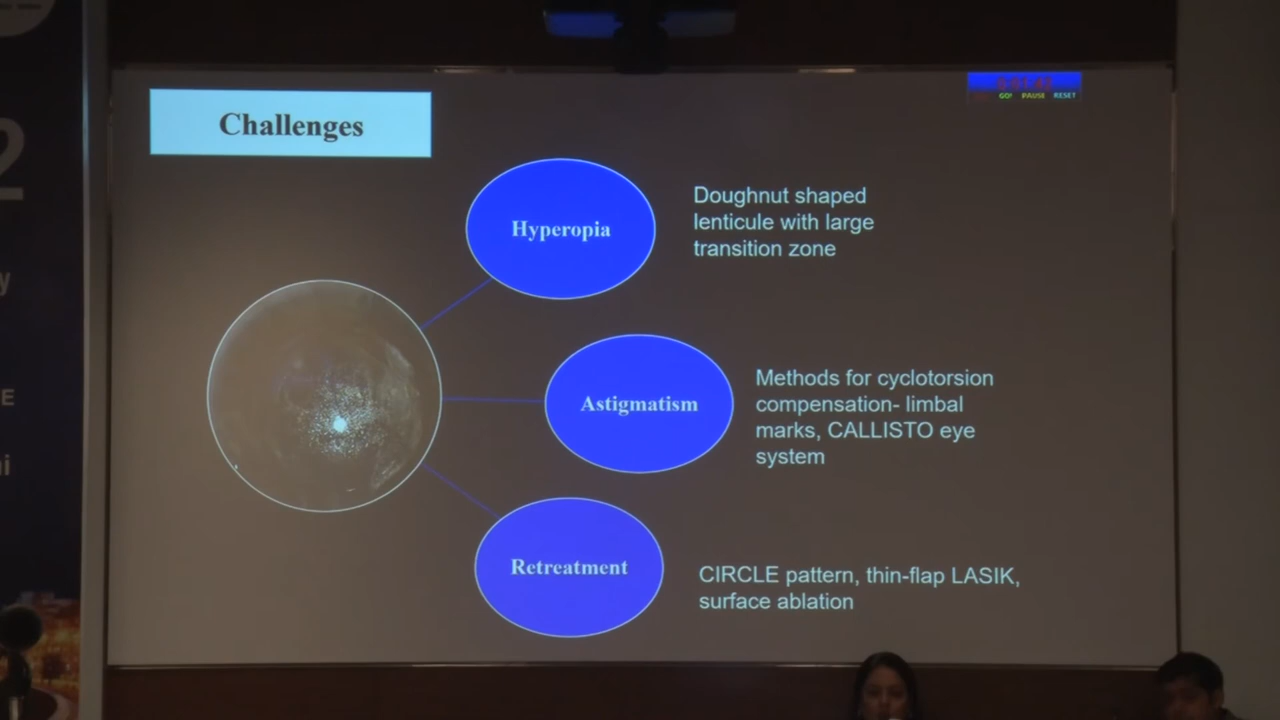 Challenges
GO! PAUSE RESET
Hyperopia
Doughnut shaped
lenticule with large
transition zone
Astigmatism
Methods for cyclotorsion
compensation- limbal
marks, CALLISTO eye
system
Retreatment
CIRCLE pattern, thin-flap LASIK,
surface ablation
2
y
E